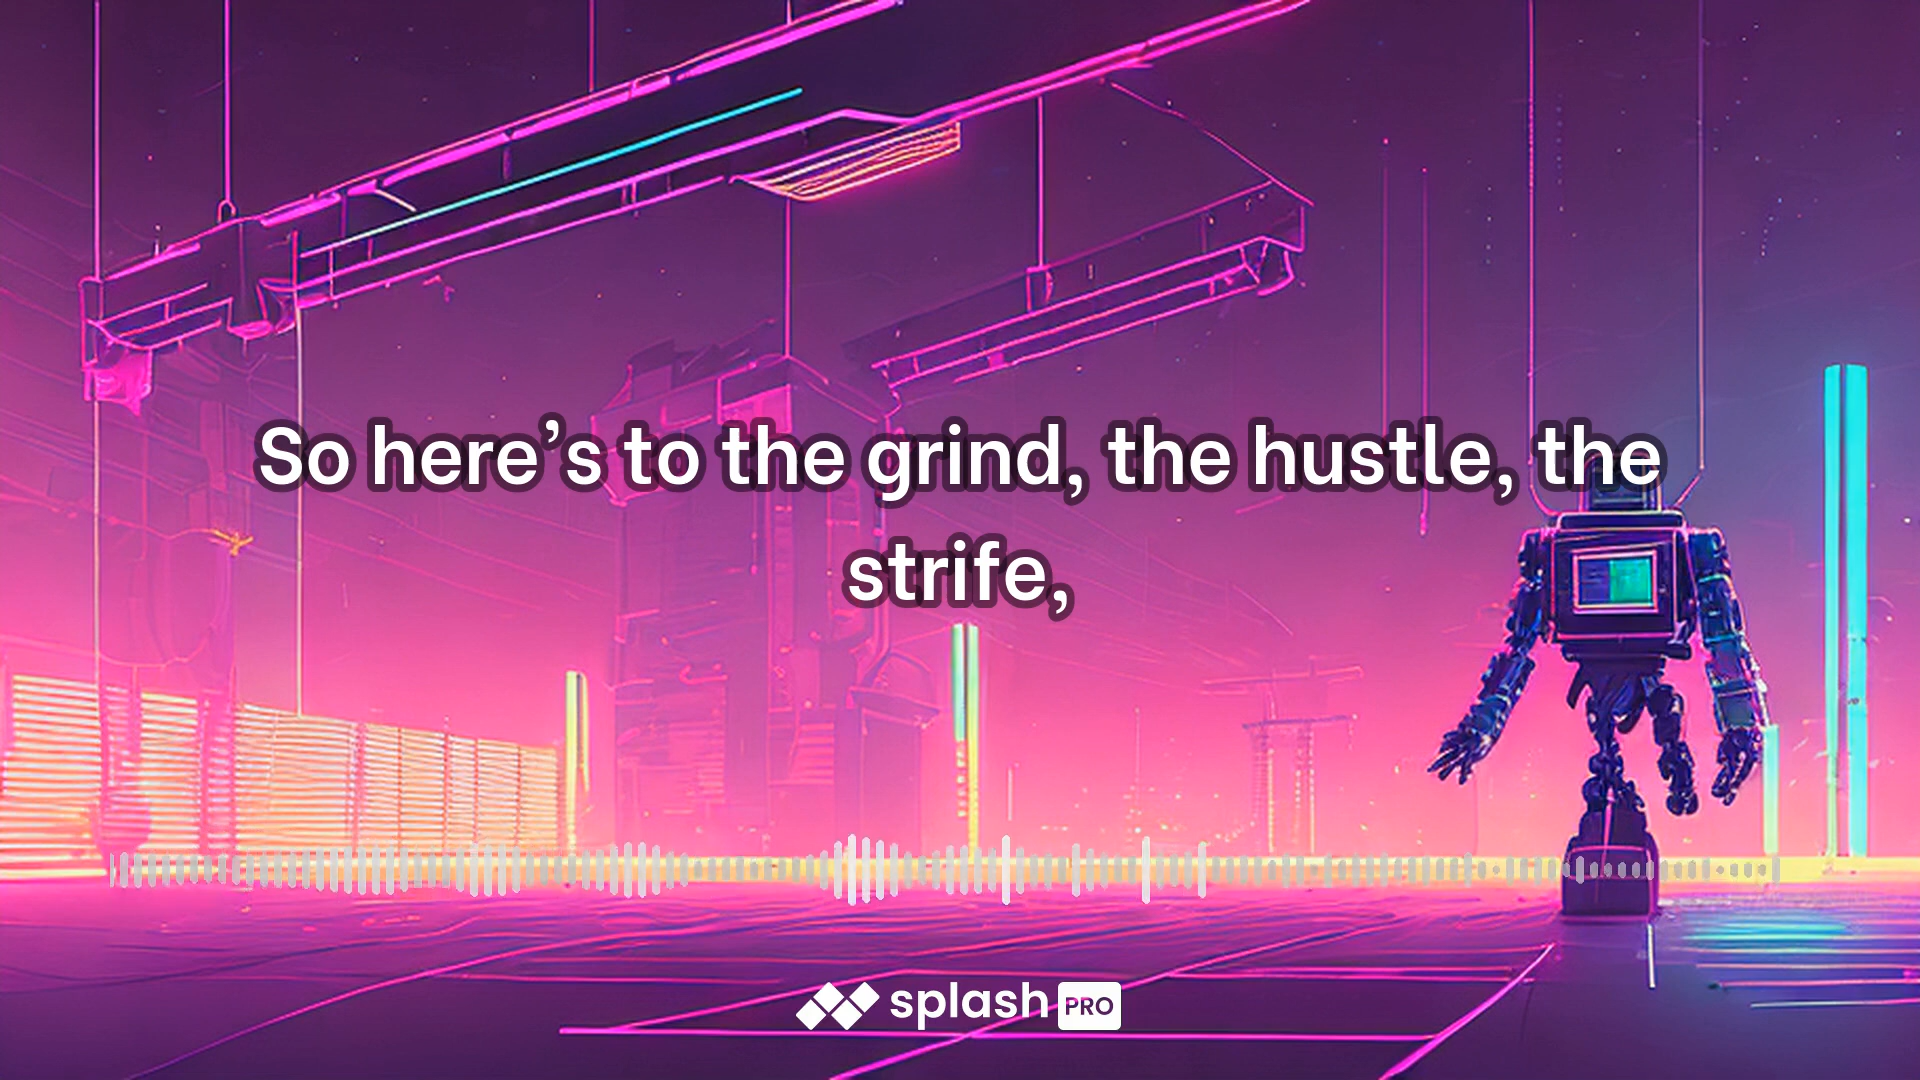 So here’s to the grind, the hustle, the
strife,
splash PRO